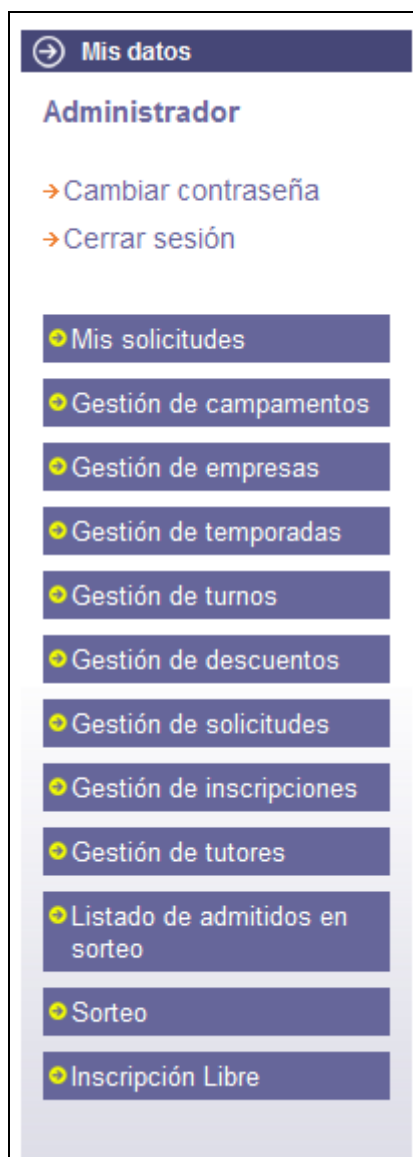 Mis datos
Administrador
Cambiar contraseña
Cerrar sesión
Mis solicitudes
Gestión de campamentos
Gestión de empresas
Gestión de temporadas
Gestión de turnos
Gestión de descuentos
Gestión de solicitudes
Gestión de inscripciones
Gestión de tutores
Listado de admitidos en
sorteo
Sorteo
Inscripción Libre